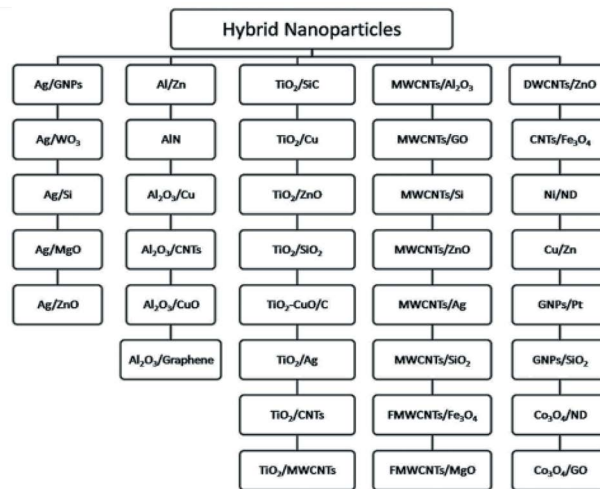 Hybrid Nanoparticles
Ag/GNPs
Ag/WO₃
Ag/Si
Ag/MgO
Ag/ZnO
Al/Zn
AlN
Al₂O₃/Cu
Al₂O₃/CNTs
Al₂O₃/CuO
Al₂O₃/Graphene
TiO₂/SiC
TiO₂/Cu
TiO₂/ZnO
TiO₂/SiO₂
TiO₂-CuO/C
TiO₂/Ag
TiO₂/CNTs
TiO₂/MWCNTs
MWCNTs/Al₂O₃
MWCNTs/GO
MWCNTs/Si
MWCNTs/ZnO
MWCNTs/Ag
MWCNTs/SiO₂
FMWCNTs/Fe₃O₄
FMWCNTs/MgO
DWCNTs/ZnO
CNTs/Fe₃O₄
Ni/ND
Cu/Zn
GNPs/Pt
GNPs/SiO₂
Co₃O₄/ND
Co₃O₄/GO